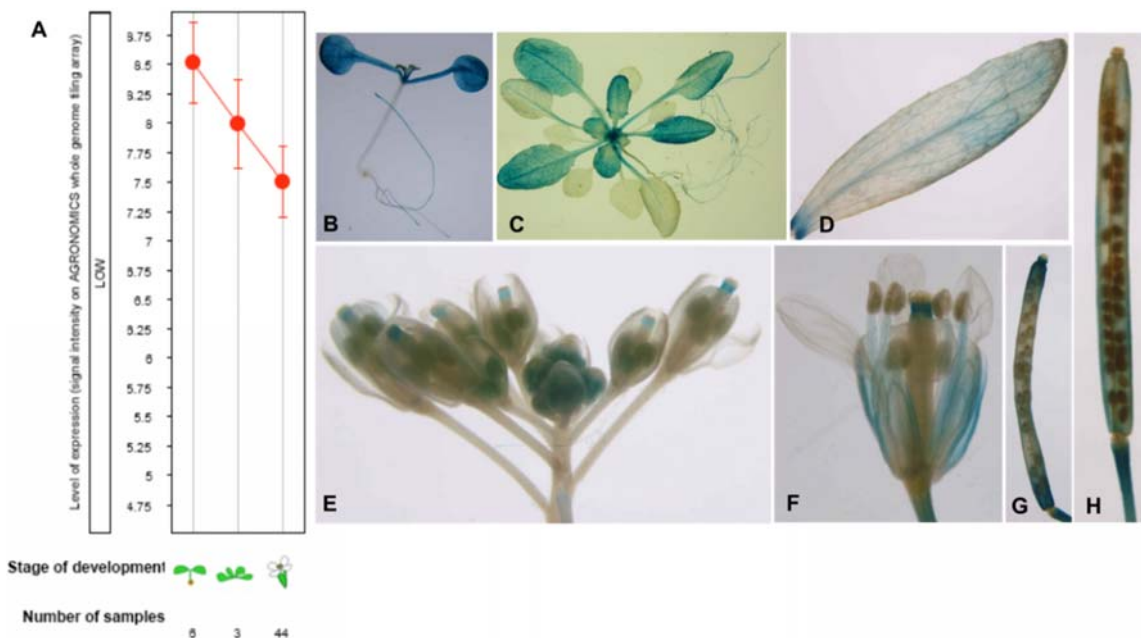 A
Level of expression (signal intensity on AGRONOMICS whole genome tiling array)
LOW
8.75
8.5
8.25
8
7.75
7.5
7.25
7
6.75
6.5
6.25
6
5.75
5.5
5.25
5
4.75
Stage of development
Number of samples
6 3 44
B
C
D
E
F
G
H